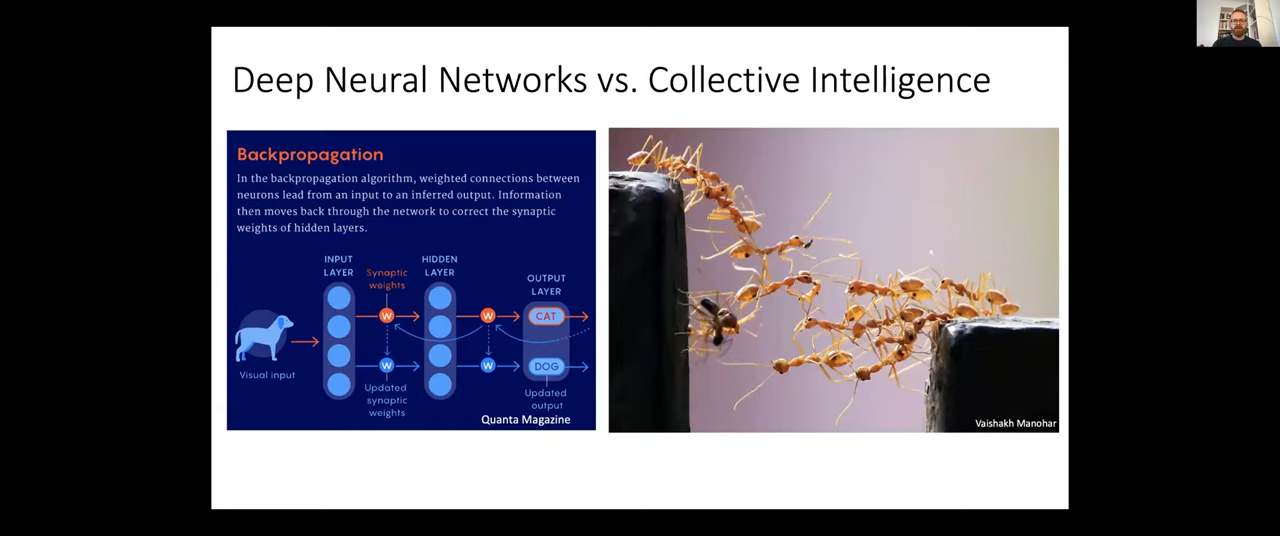 Deep Neural Networks vs. Collective Intelligence
Backpropagation
In the backpropagation algorithm, weighted connections between
neurons lead from an input to an inferred output. Information
then moves back through the network to correct the synaptic
weights of hidden layers.
INPUT
LAYER
Synaptic
weights
HIDDEN
LAYER
OUTPUT
LAYER
W
W
CAT
Visual input
W
W
DOG
Updated
synaptic
weights
Updated
output
Quanta Magazine
Vaishakh Manohar